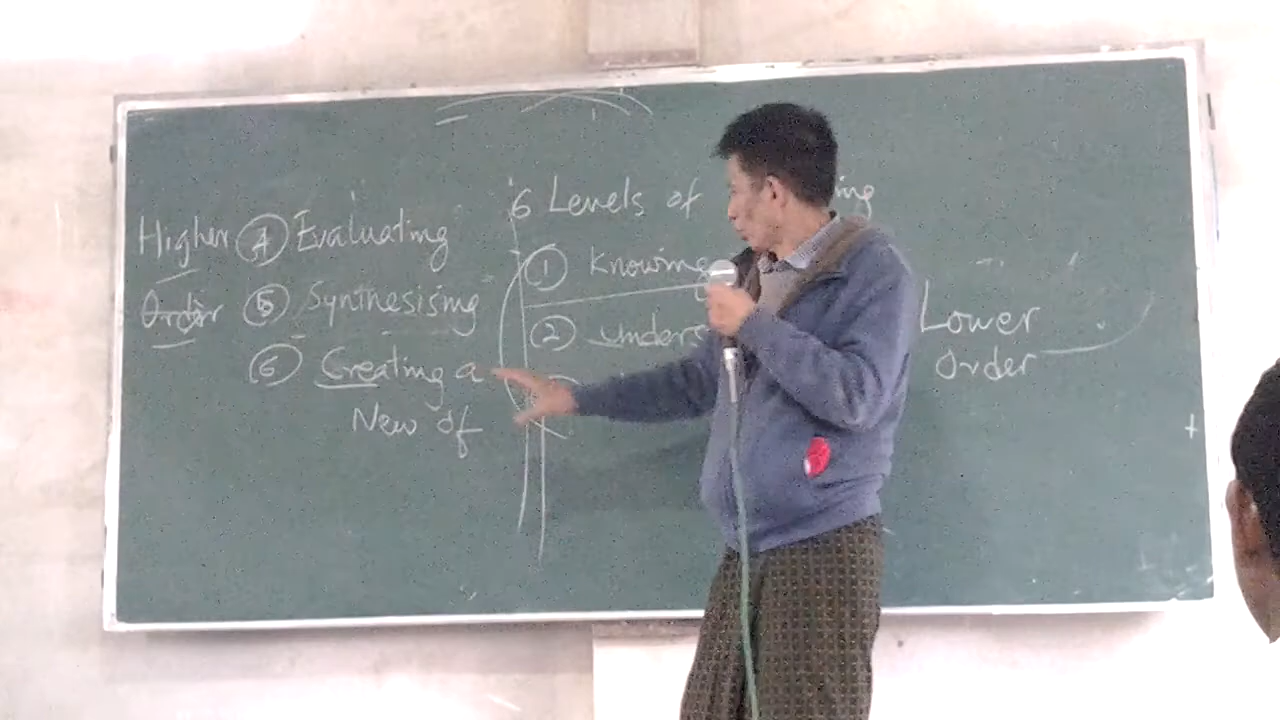 6 Levels of ing
Higher ④ Evaluating
Order ⑤ Synthesising
⑥ Creating a
New of
① Knowing
② Unders
Lower
Order